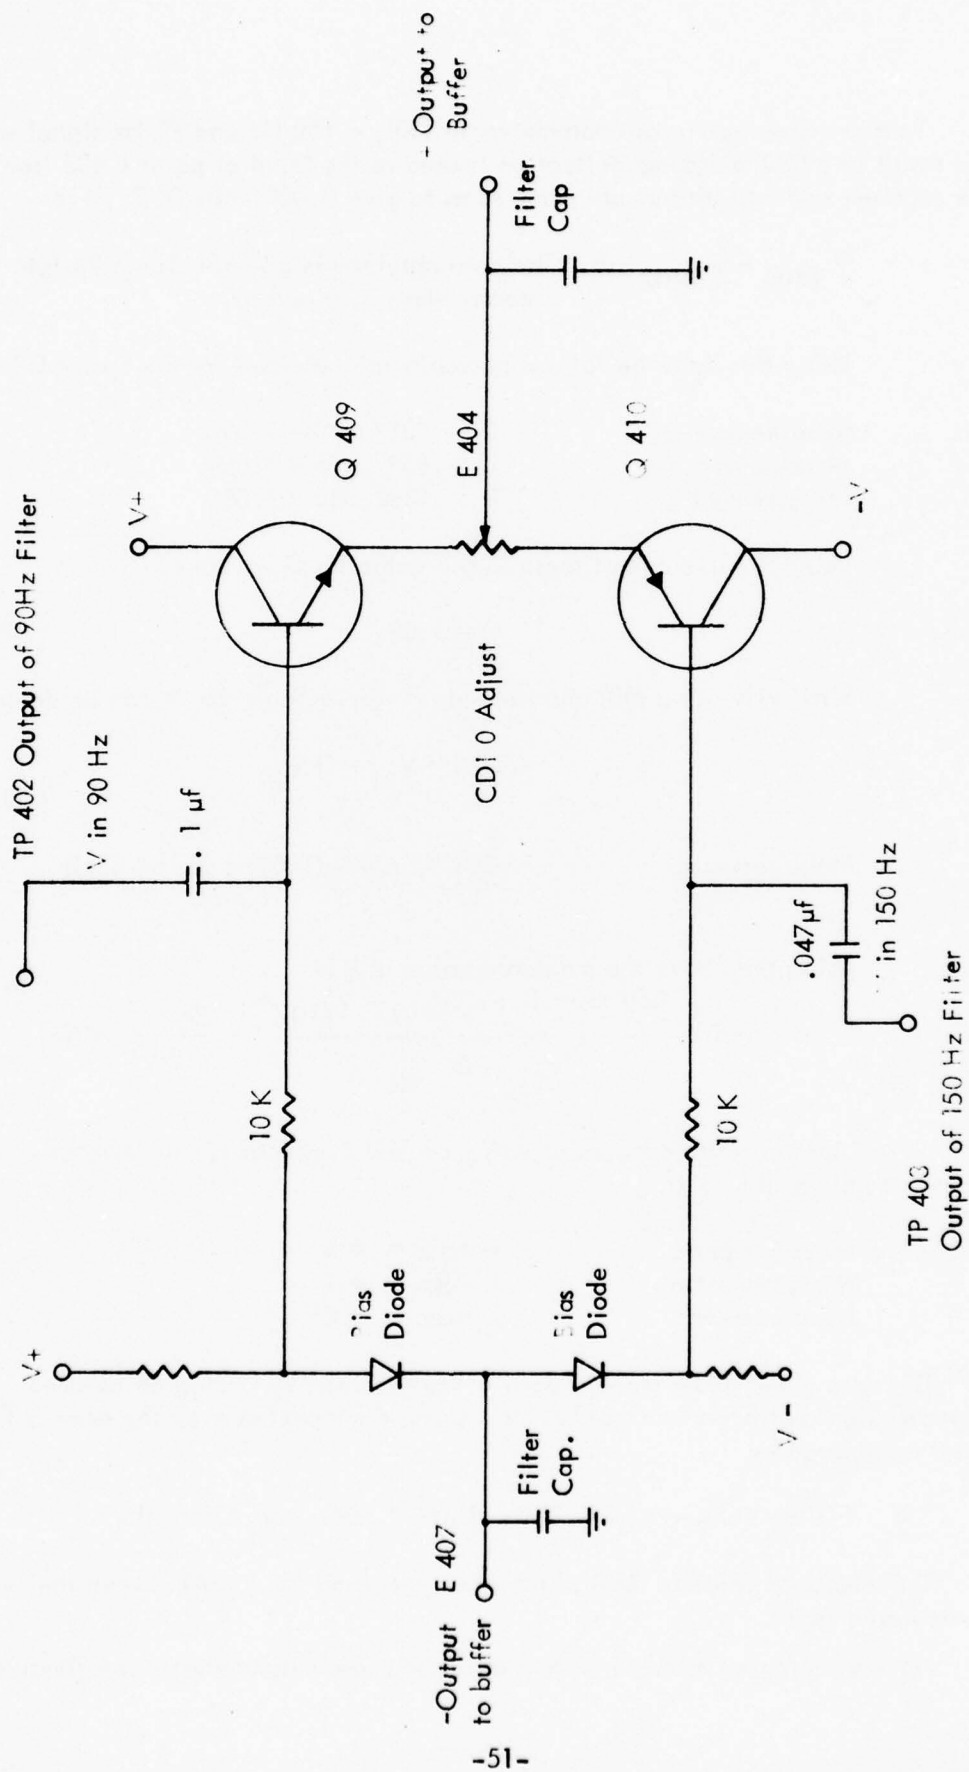 TP 402 Output of 90Hz Filter
V in 90 Hz
.1 µf
V+
Q 409
- Output to
Buffer
Filter
Cap
E 404
Q 410
-V
CDI 0 Adjust
.047µf
in 150 Hz
TP 403
Output of 150 Hz Filter
10 K
10 K
V+
Bias
Diode
Bias
Diode
V -
Filter
Cap.
-Output E 407
to buffer
-51-